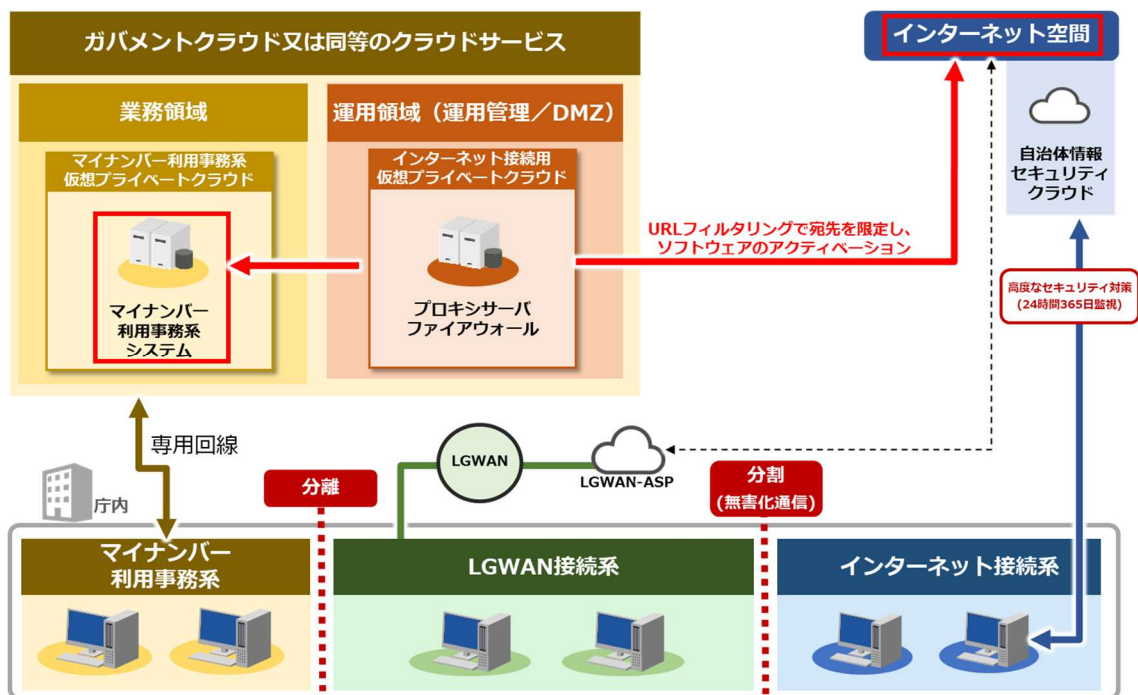 ガバメントクラウド又は同等のクラウドサービス
インターネット空間
業務領域
運用領域（運用管理／DMZ）
マイナンバー利用事務系
仮想プライベートクラウド
インターネット接続用
仮想プライベートクラウド
自治体情報
セキュリティ
クラウド
URLフィルタリングで宛先を限定し、
ソフトウェアのアクティベーション
マイナンバー
利用事務系
システム
プロキシサーバ
ファイアウォール
高度なセキュリティ対策
(24時間365日監視)
専用回線
LGWAN
LGWAN-ASP
庁内
分離
分割
(無害化通信)
マイナンバー
利用事務系
LGWAN接続系
インターネット接続系